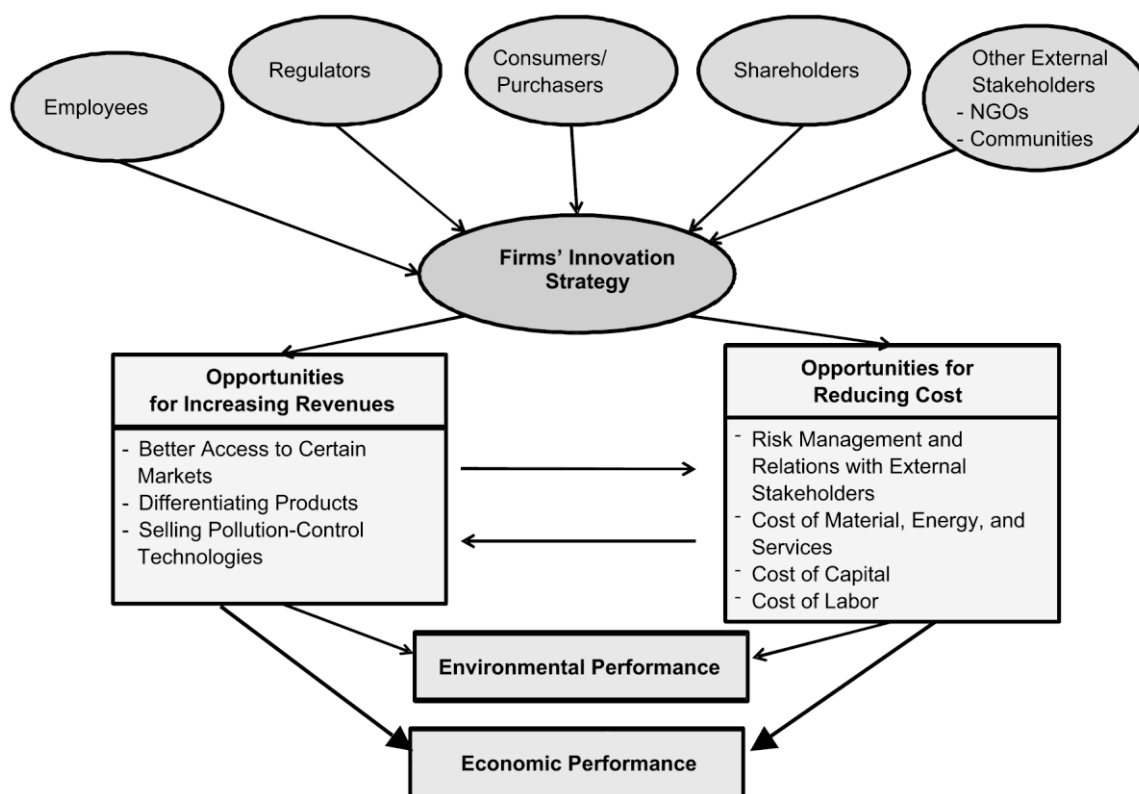 Employees
Regulators
Consumers/
Purchasers
Shareholders
Other External
Stakeholders
- NGOs
- Communities
Firms’ Innovation
Strategy
Opportunities
for Increasing Revenues
- Better Access to Certain
Markets
- Differentiating Products
- Selling Pollution-Control
Technologies
Opportunities for
Reducing Cost
- Risk Management and
Relations with External
Stakeholders
- Cost of Material, Energy, and
Services
- Cost of Capital
- Cost of Labor
Environmental Performance
Economic Performance